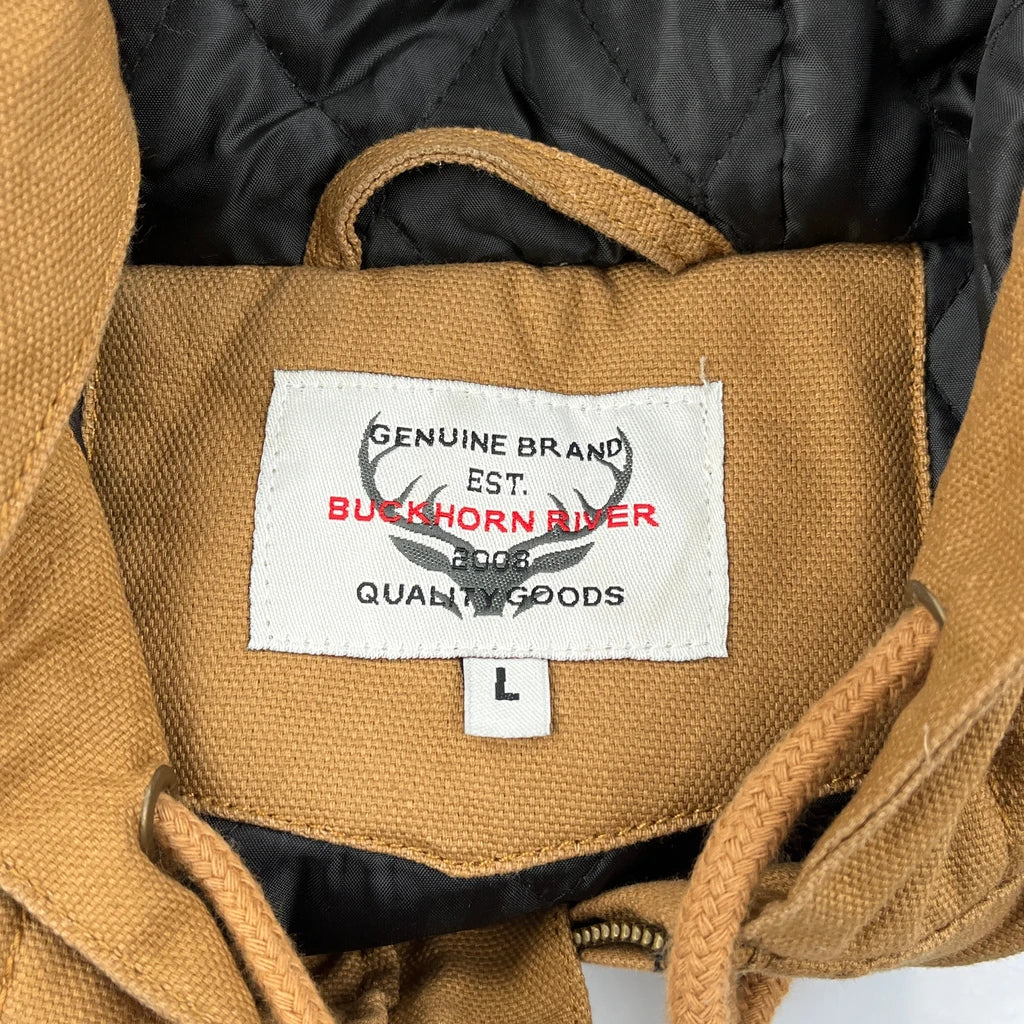 GENUINE BRAND
EST.
BUCKHORN RIVER
2008
QUALITY GOODS
L